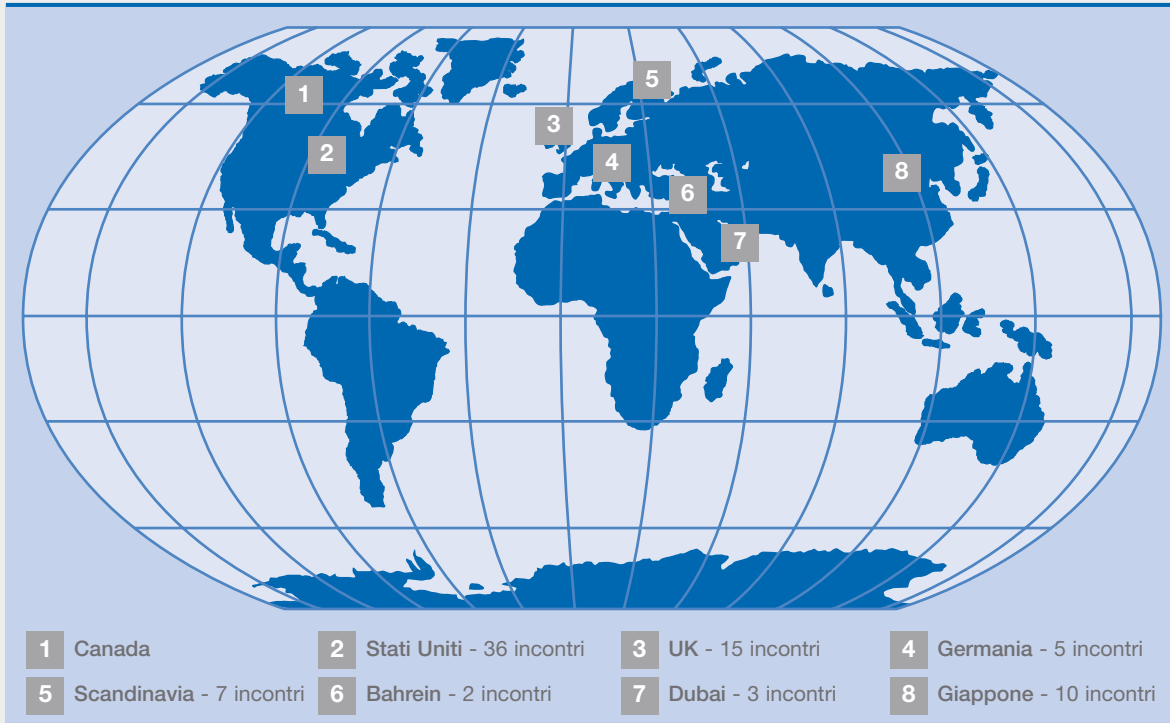 1
2
3
4
5
6
7
8
1 Canada
2 Stati Uniti - 36 incontri
3 UK - 15 incontri
4 Germania - 5 incontri
5 Scandinavia - 7 incontri
6 Bahrein - 2 incontri
7 Dubai - 3 incontri
8 Giappone - 10 incontri